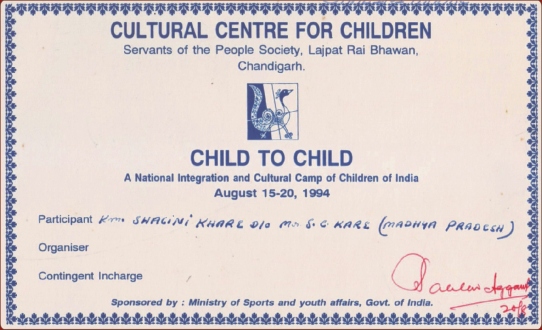 CULTURAL CENTRE FOR CHILDREN
Servants of the People Society, Lajpat Rai Bhawan,
Chandigarh.
CHILD TO CHILD
A National Integration and Cultural Camp of Children of India
August 15-20, 1994
Participant Km. SHALINI KHARE D/o Mr S.C KARE (MADHYA PRADESH)
Organiser
Contingent Incharge
20/8
Sponsored by : Ministry of Sports and youth affairs, Govt. of India.